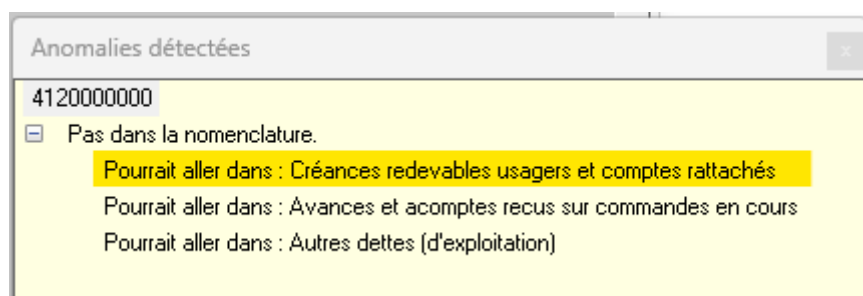 Anomalies détectées
x
4120000000
Pas dans la nomenclature.
Pourrait aller dans : Créances redevables usagers et comptes rattachés
Pourrait aller dans : Avances et acomptes recus sur commandes en cours
Pourrait aller dans : Autres dettes (d'exploitation)